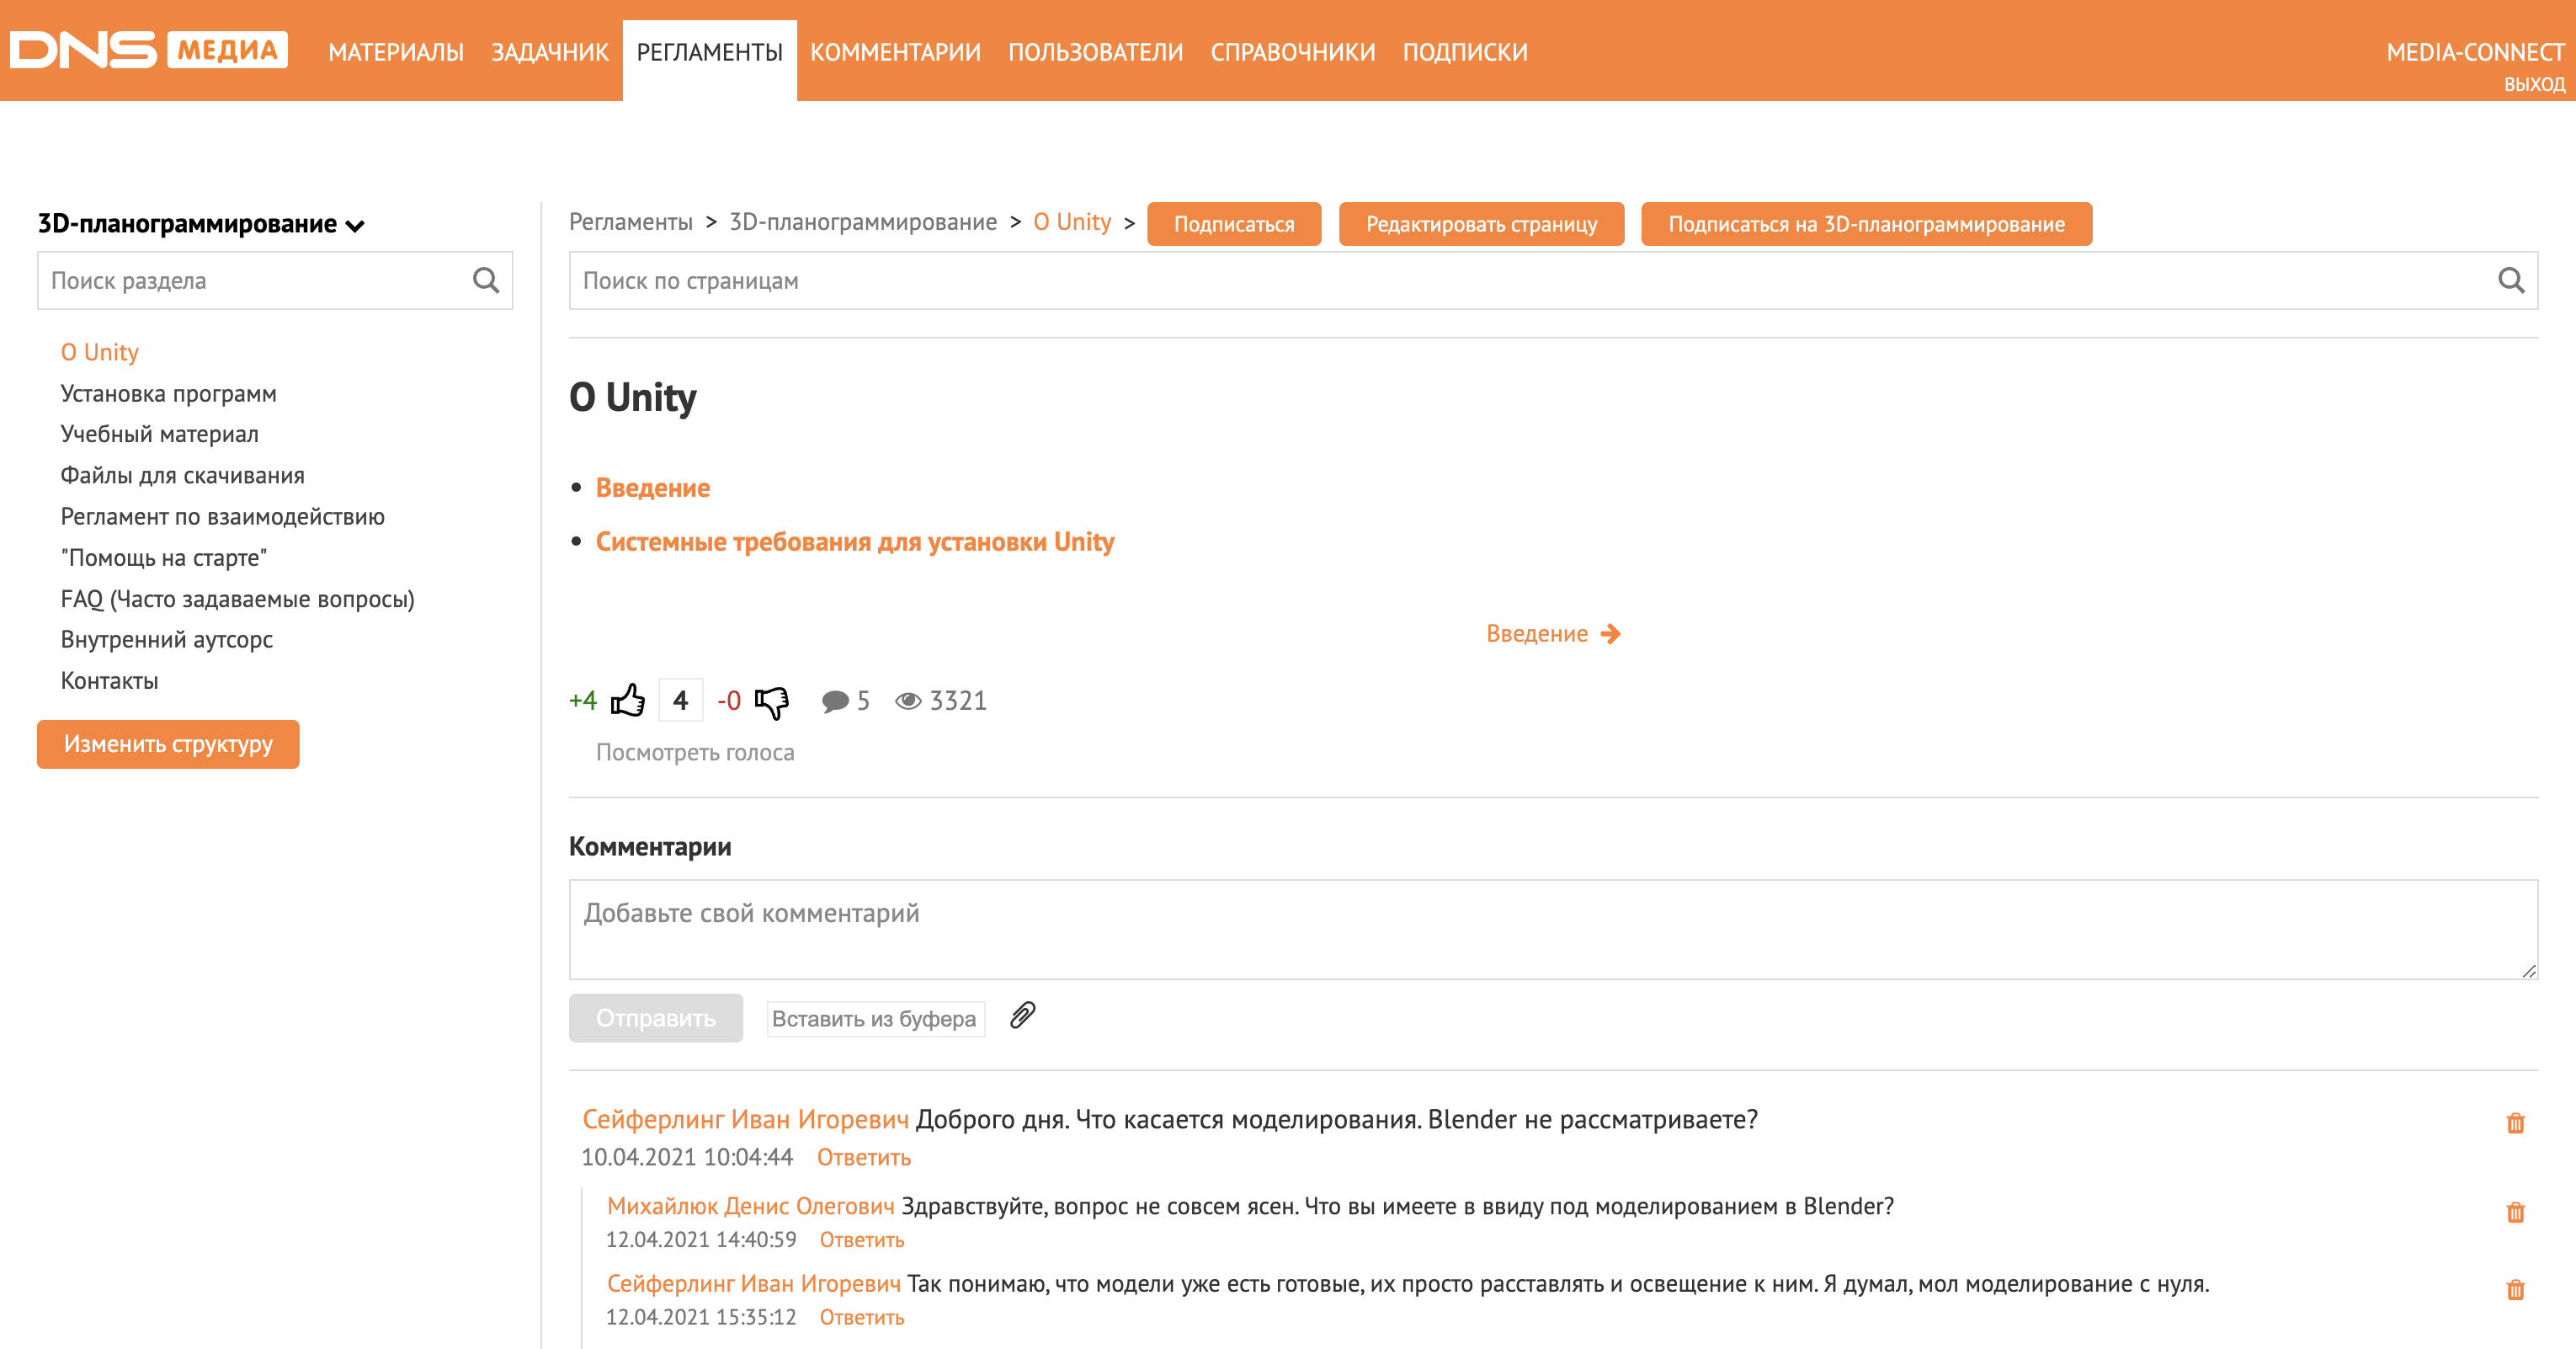 DNS МЕДИА МАТЕРИАЛЫ ЗАДАЧНИК РЕГЛАМЕНТЫ КОММЕНТАРИИ ПОЛЬЗОВАТЕЛИ СПРАВОЧНИКИ ПОДПИСКИ MEDIA-CONNECT
ВЫХОД
3D-планограммирование
Поиск раздела
О Unity
Установка программ
Учебный материал
Файлы для скачивания
Регламент по взаимодействию
"Помощь на старте"
FAQ (Часто задаваемые вопросы)
Внутренний аутсорс
Контакты
Изменить структуру
Регламенты > 3D-планограммирование > О Unity > Подписаться Редактировать страницу Подписаться на 3D-планограммирование
Поиск по страницам
О Unity
• Введение
• Системные требования для установки Unity
Введение
+4 4 -0 5 3321
Посмотреть голоса
Комментарии
Добавьте свой комментарий
Отправить Вставить из буфера
Сейферлинг Иван Игоревич Доброго дня. Что касается моделирования. Blender не рассматриваете?
10.04.2021 10:04:44 Ответить
Михайлюк Денис Олегович Здравствуйте, вопрос не совсем ясен. Что вы имеете в ввиду под моделированием в Blender?
12.04.2021 14:40:59 Ответить
Сейферлинг Иван Игоревич Так понимаю, что модели уже есть готовые, их просто расставлять и освещение к ним. Я думал, мол моделирование с нуля.
12.04.2021 15:35:12 Ответить